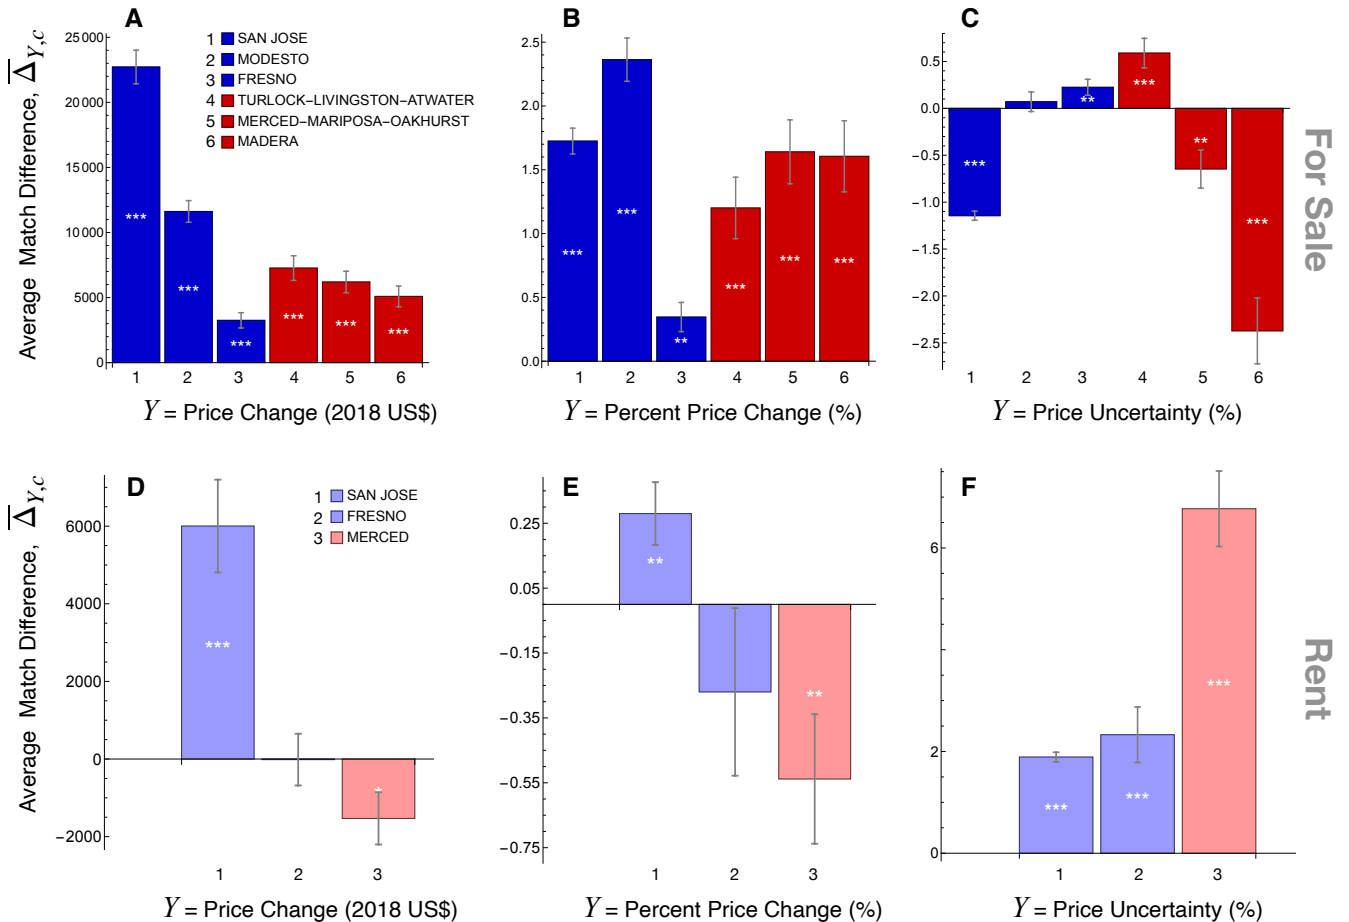 A
B
C
Average Match Difference, Δ̅_{Y,c}
25000
20000
15000
10000
5000
0
1 SAN JOSE
2 MODESTO
3 FRESNO
4 TURLOCK–LIVINGSTON–ATWATER
5 MERCED–MARIPOSA–OAKHURST
6 MADERA
***
***
***
***
***
***
1 2 3 4 5 6
Y = Price Change (2018 US$)
2.5
2.0
1.5
1.0
0.5
0.0
***
***
**
***
***
***
1 2 3 4 5 6
Y = Percent Price Change (%)
0.5
0.0
−0.5
−1.0
−1.5
−2.0
−2.5
***
**
***
**
***
1 2 3 4 5 6
Y = Price Uncertainty (%)
For Sale
D
E
F
Average Match Difference, Δ̅_{Y,c}
6000
4000
2000
0
−2000
1 SAN JOSE
2 FRESNO
3 MERCED
***
*
1 2 3
Y = Price Change (2018 US$)
0.25
0.05
−0.15
−0.35
−0.55
−0.75
**
**
1 2 3
Y = Percent Price Change (%)
6
2
0
***
***
***
1 2 3
Y = Price Uncertainty (%)
Rent